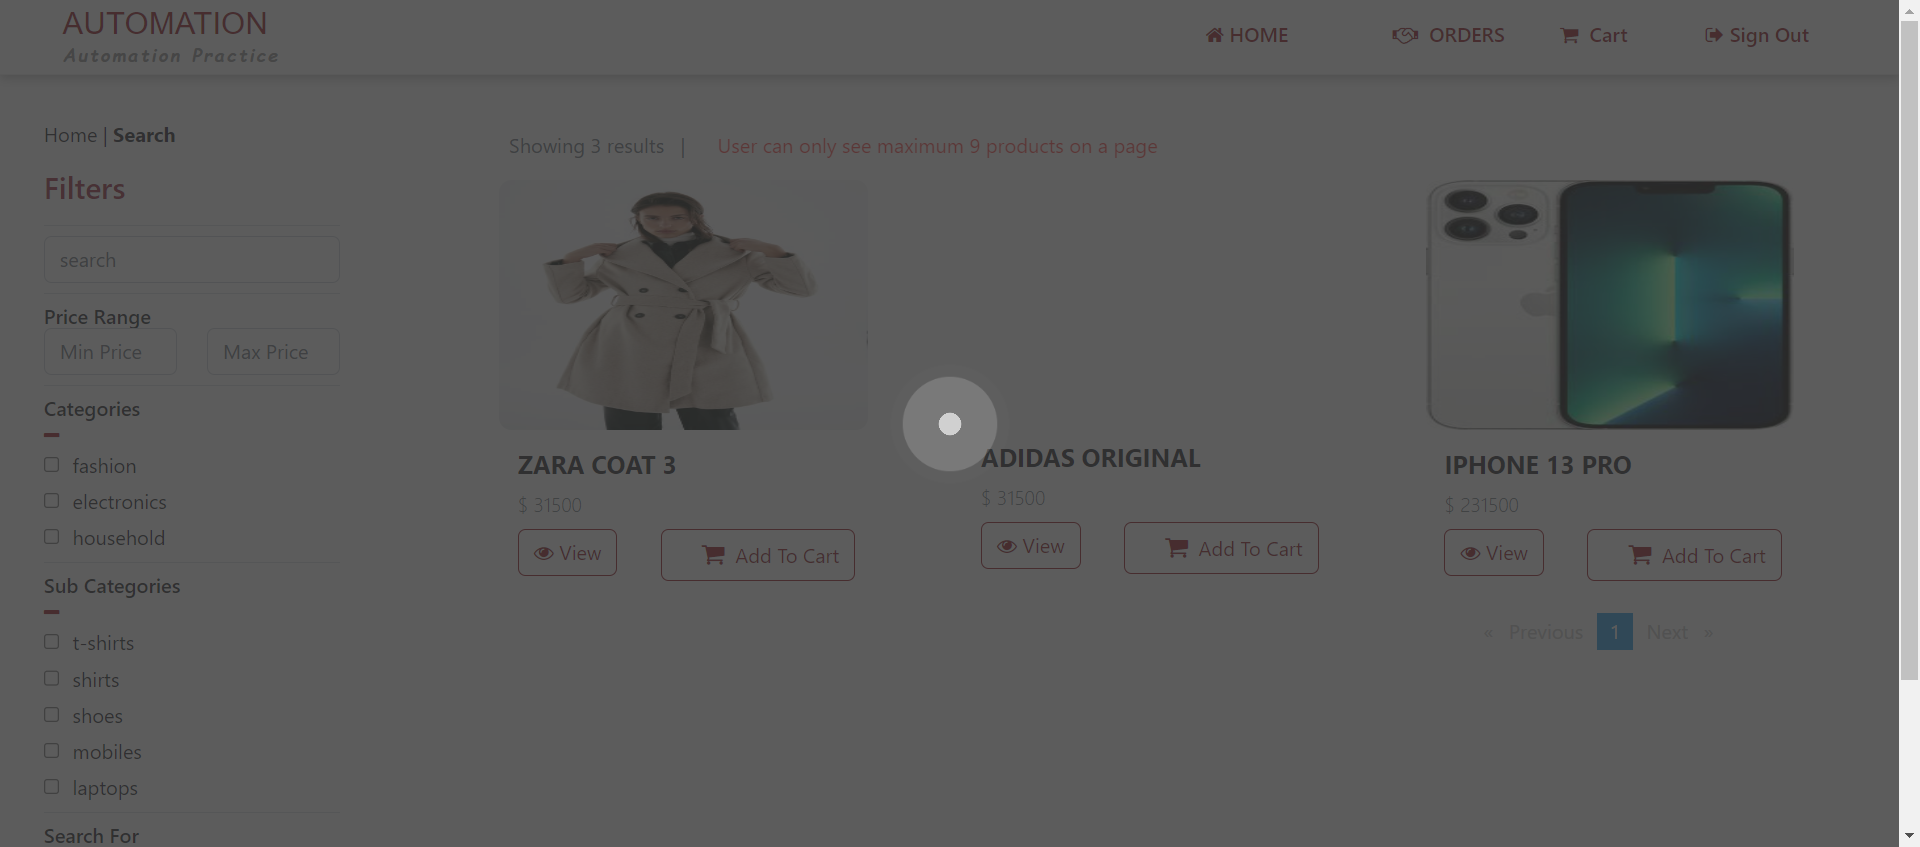 AUTOMATION
Automation Practice
HOME
ORDERS
Cart
Sign Out
Home | Search
Showing 3 results |
User can only see maximum 9 products on a page
Filters
search
Price Range
Min Price
Max Price
Categories
fashion
electronics
household
Sub Categories
t-shirts
shirts
shoes
mobiles
laptops
Search For
ZARA COAT 3
$ 31500
View
Add To Cart
ADIDAS ORIGINAL
$ 31500
View
Add To Cart
IPHONE 13 PRO
$ 231500
View
Add To Cart
« Previous 1 Next »